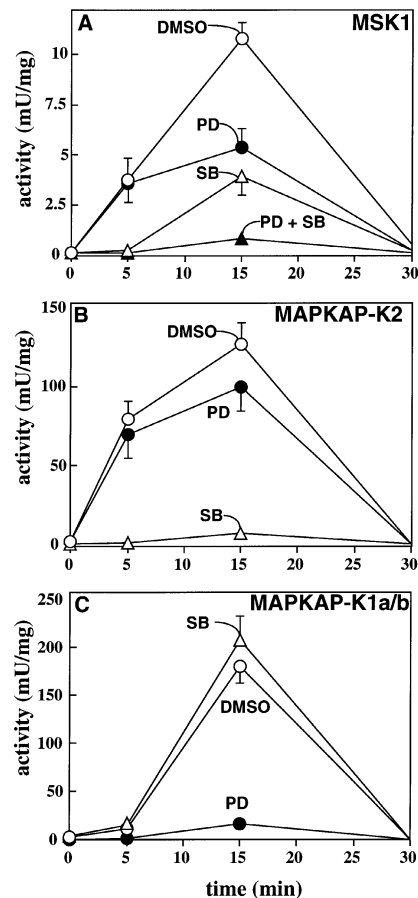 A MSK1
DMSO
10
7.5
PD
5
SB
2.5
PD + SB
0
activity (mU/mg)
0 5 10 15 20 25 30
B MAPKAP-K2
150
DMSO
100
PD
50
SB
0
activity (mU/mg)
0 5 10 15 20 25 30
C MAPKAP-K1a/b
250
SB
200
150
DMSO
100
50
PD
0
activity (mU/mg)
0 5 10 15 20 25 30
time (min)